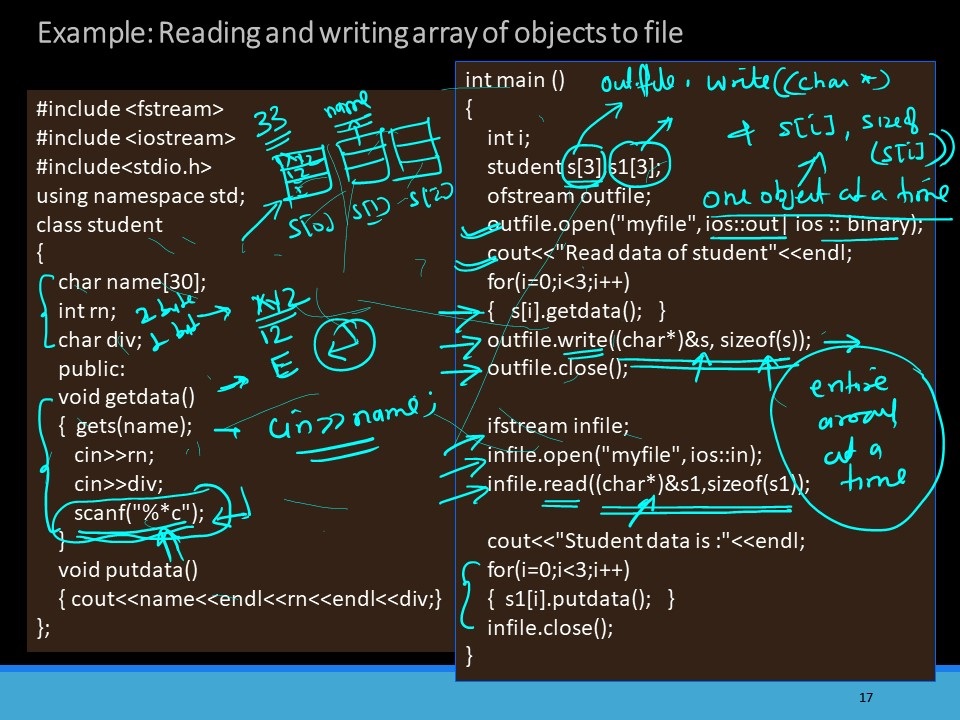 Example: Reading and writing array of objects to file
#include <fstream>
#include <iostream>
#include<stdio.h>
using namespace std;
class student
{
char name[30];
int rn;
char div;
public:
void getdata()
{ gets(name);
cin>>rn;
cin>>div;
scanf("%*c");
}
void putdata()
{ cout<<name<<endl<<rn<<endl<<div;}
};
33
name
XYZ
12
s[0] s[1] s[2]
2 byte
1 byt
XYZ
12
E
cin>>name;
int main ()
{
int i;
student s[3] s1[3];
ofstream outfile;
outfile.open("myfile", ios::out| ios :: binary);
cout<<"Read data of student"<<endl;
for(i=0;i<3;i++)
{ s[i].getdata(); }
outfile.write((char*)&s, sizeof(s));
outfile.close();
ifstream infile;
infile.open("myfile", ios::in);
infile.read((char*)&s1,sizeof(s1));
cout<<"Student data is :"<<endl;
for(i=0;i<3;i++)
{ s1[i].putdata(); }
infile.close();
}
outfile. write((char *)
& s[i], sizeof
(s[i]))
one object at a time
entire
array
at a
time
17